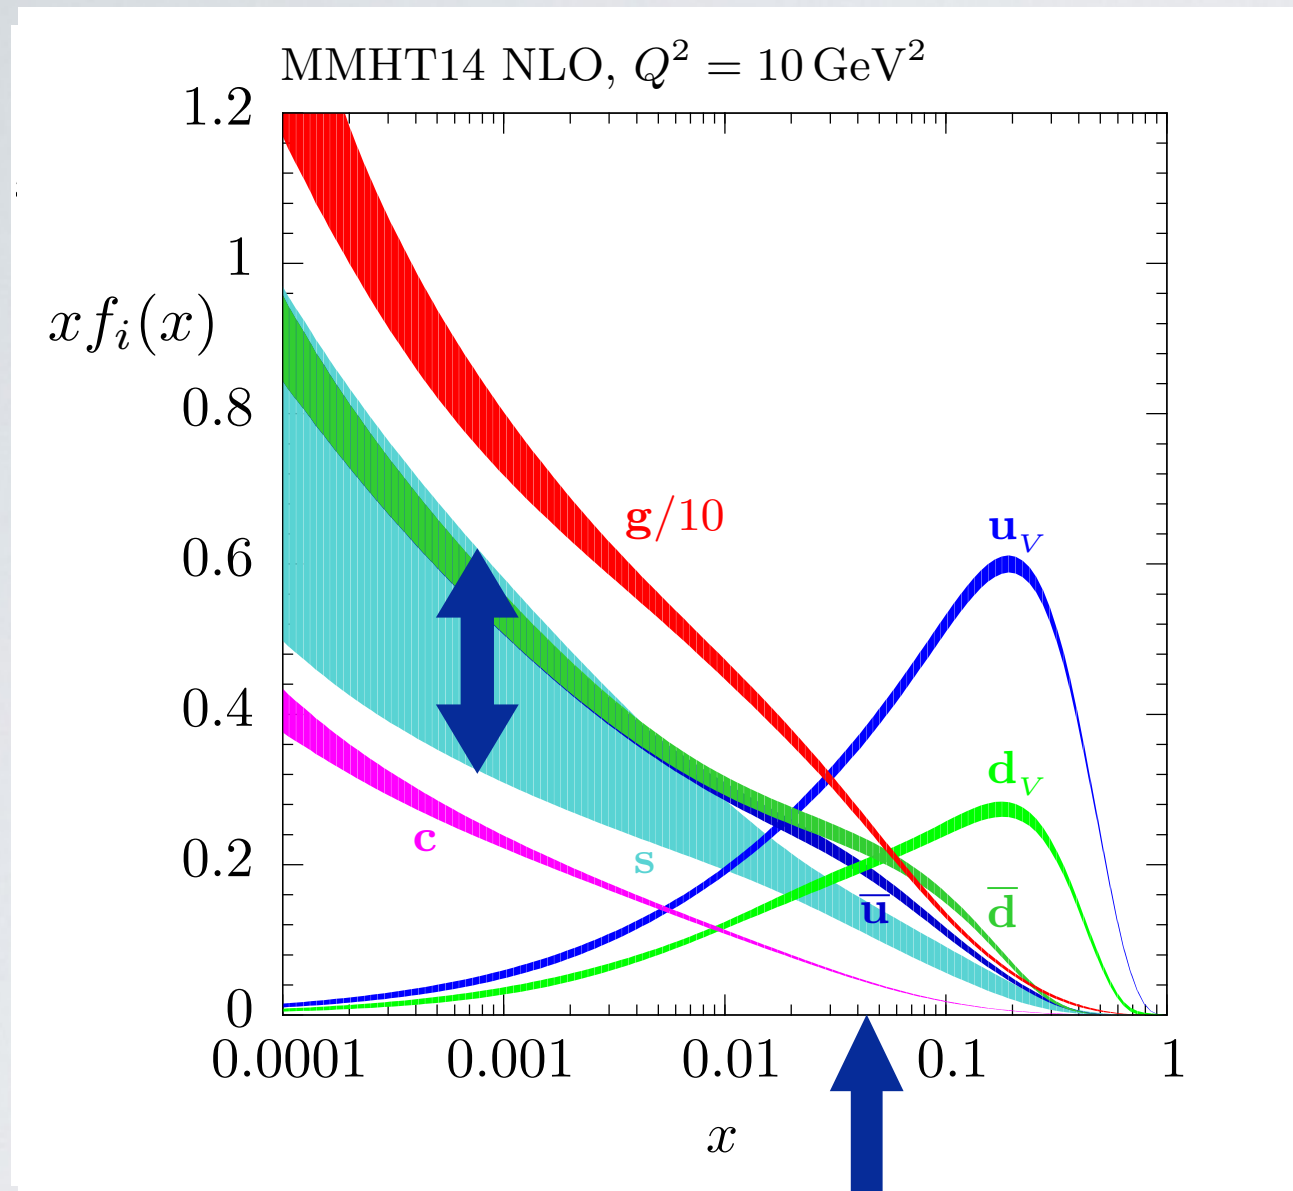 MMHT14 NLO, Q² = 10 GeV²
1.2
1
xfᵢ(x)
0.8
0.6
0.4
0.2
0
g/10
u_V
d_V
c
s
u̅
d̅
0.0001 0.001 0.01 0.1 1
x